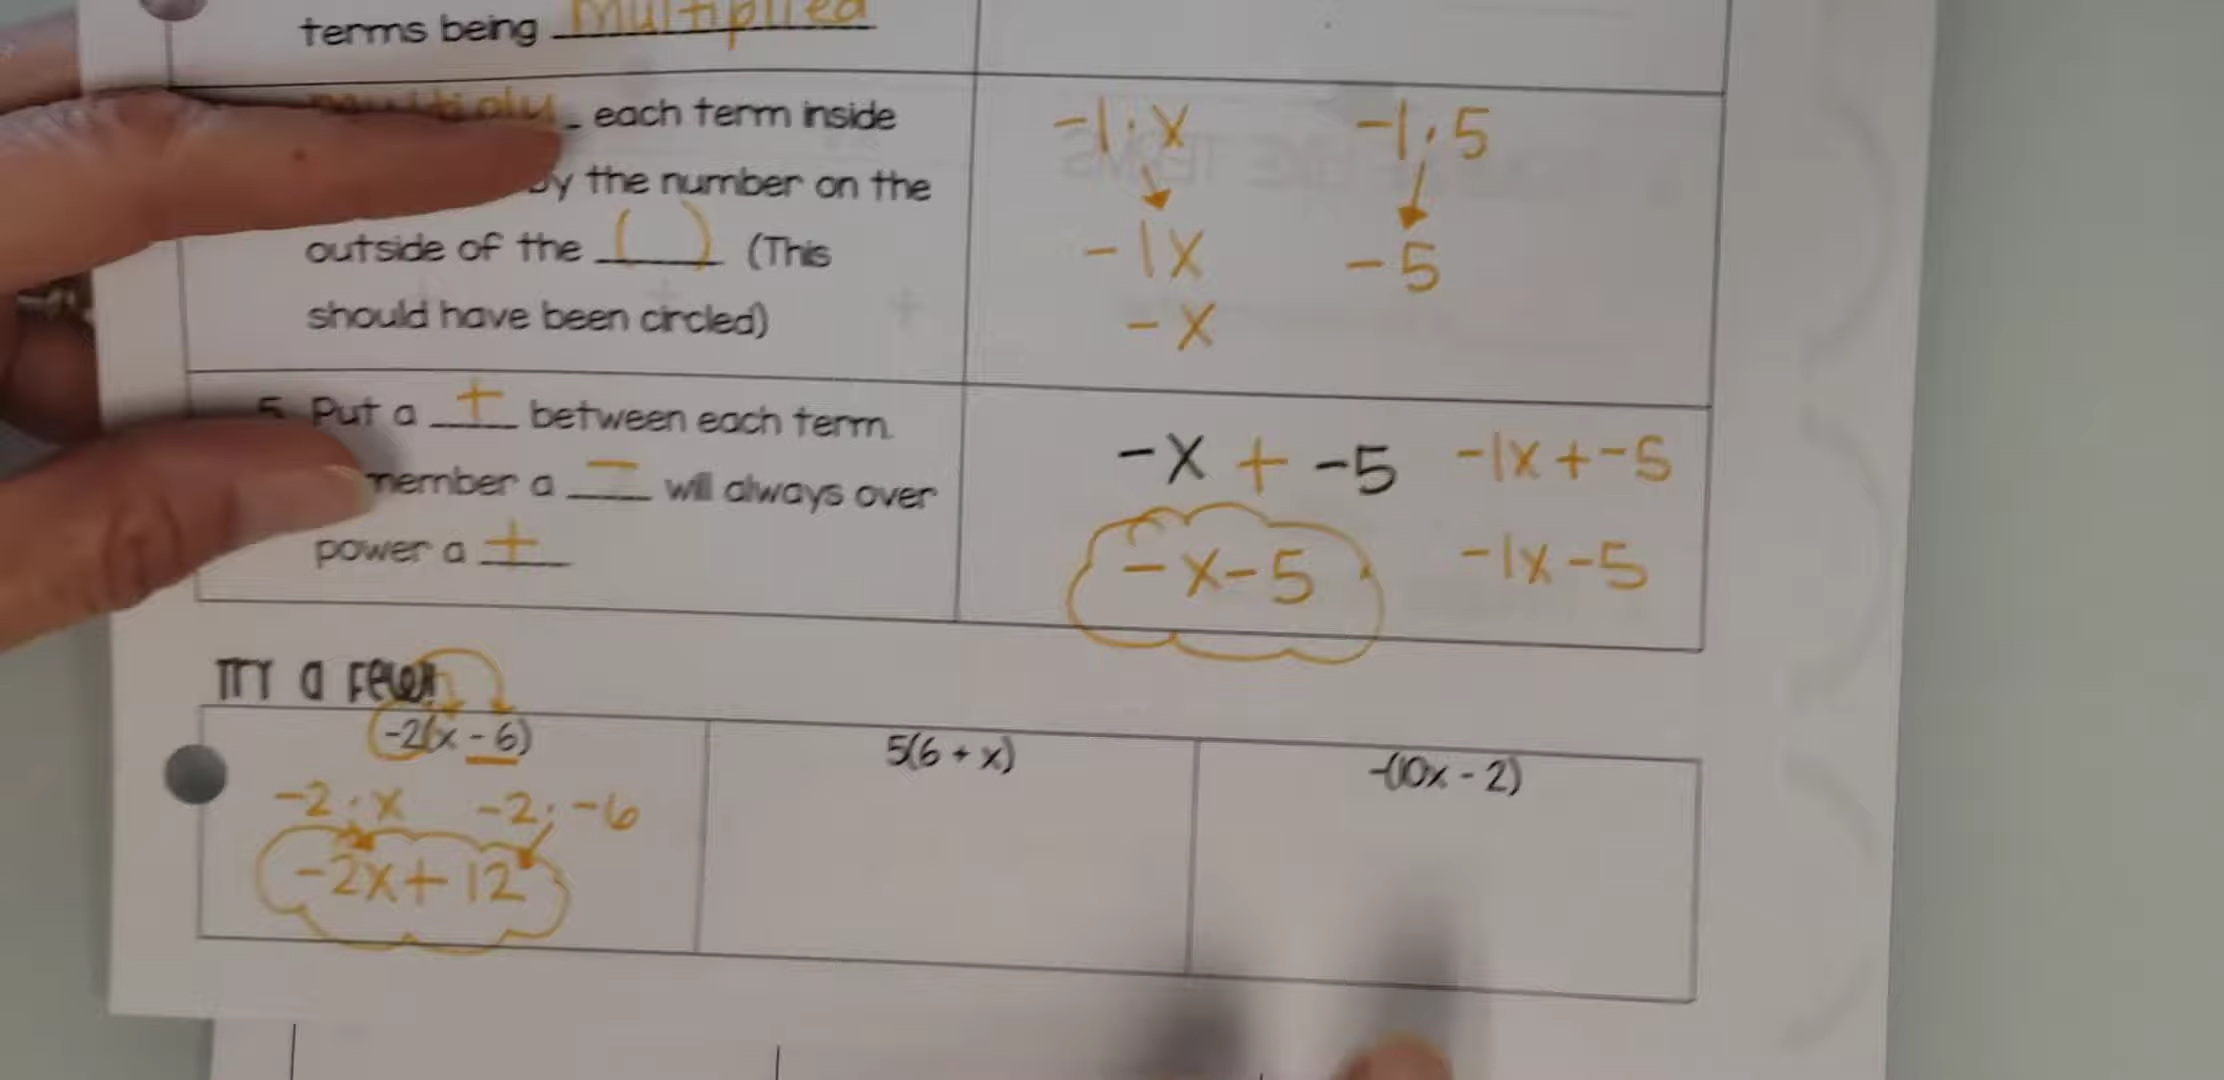 terms being multiplied
multiply each term inside
by the number on the
outside of the ( ) (This
should have been circled)
-1·x -1·5
-1x -5
-x
5. Put a + between each term.
member a - will always over
power a +
-x + -5 -1x+-5
-x-5 -1x-5
Try a Few!
-2(x - 6)
-2·x -2·-6
-2x+12
5(6 + x)
-(10x - 2)